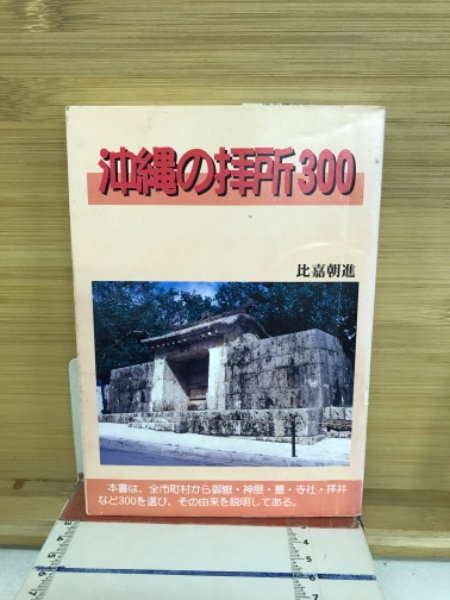 沖縄の拝所300
比嘉朝進
本書は、全市町村から御嶽・神屋・墓・寺社・拝井
など300を選び、その由来を説明してある。